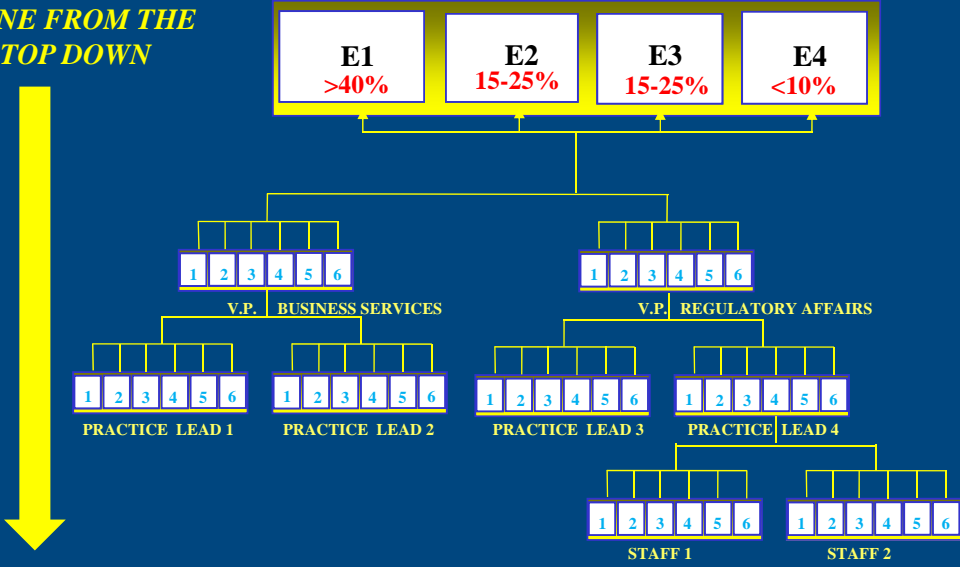 NE FROM THE
TOP DOWN
E1 E2 E3 E4
>40% 15-25% 15-25% <10%
1 2 3 4 5 6 1 2 3 4 5 6
V.P. BUSINESS SERVICES V.P. REGULATORY AFFAIRS
1 2 3 4 5 6 1 2 3 4 5 6 1 2 3 4 5 6 1 2 3 4 5 6
PRACTICE LEAD 1 PRACTICE LEAD 2 PRACTICE LEAD 3 PRACTICE LEAD 4
1 2 3 4 5 6 1 2 3 4 5 6
STAFF 1 STAFF 2